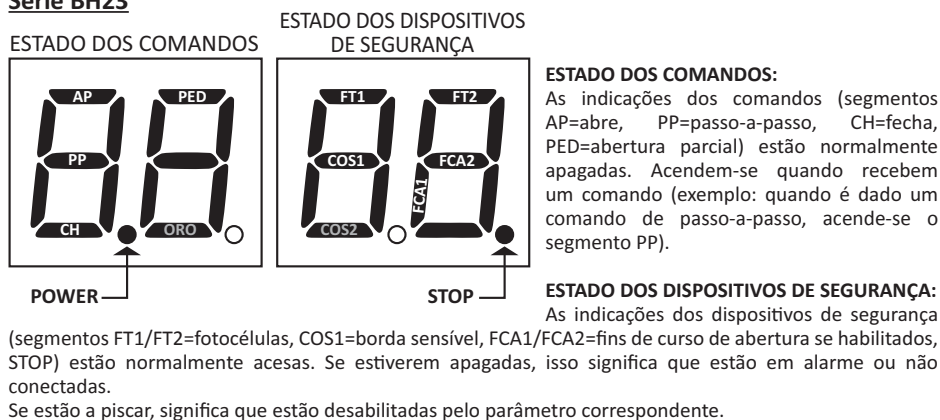 Série BH23
ESTADO DOS COMANDOS
ESTADO DOS DISPOSITIVOS
DE SEGURANÇA
AP
PED
PP
CH
ORO
POWER
FT1
FT2
COS1
FCA2
FCA1
COS2
STOP
ESTADO DOS COMANDOS:
As indicações dos comandos (segmentos
AP=abre, PP=passo-a-passo, CH=fecha,
PED=abertura parcial) estão normalmente
apagadas. Acendem-se quando recebem
um comando (exemplo: quando é dado um
comando de passo-a-passo, acende-se o
segmento PP).
ESTADO DOS DISPOSITIVOS DE SEGURANÇA:
As indicações dos dispositivos de segurança
(segmentos FT1/FT2=fotocélulas, COS1=borda sensível, FCA1/FCA2=fins de curso de abertura se habilitados,
STOP) estão normalmente acesas. Se estiverem apagadas, isso significa que estão em alarme ou não
conectadas.
Se estão a piscar, significa que estão desabilitadas pelo parâmetro correspondente.